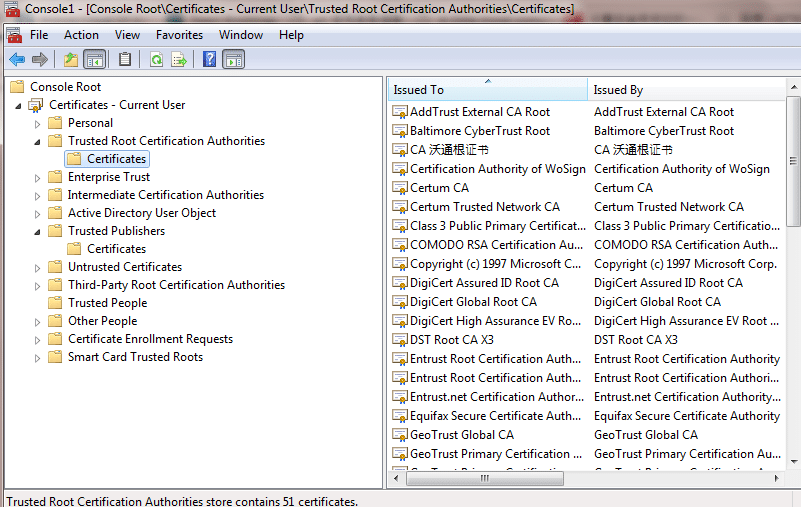 Console1 - [Console Root\Certificates - Current User\Trusted Root Certification Authorities\Certificates]
File Action View Favorites Window Help
Console Root
Certificates - Current User
Personal
Trusted Root Certification Authorities
Certificates
Enterprise Trust
Intermediate Certification Authorities
Active Directory User Object
Trusted Publishers
Certificates
Untrusted Certificates
Third-Party Root Certification Authorities
Trusted People
Other People
Certificate Enrollment Requests
Smart Card Trusted Roots
Issued To Issued By
AddTrust External CA Root AddTrust External CA Root
Baltimore CyberTrust Root Baltimore CyberTrust Root
CA 沃通根证书 CA 沃通根证书
Certification Authority of WoSign Certification Authority of WoSign
Certum CA Certum CA
Certum Trusted Network CA Certum Trusted Network CA
Class 3 Public Primary Certificat... Class 3 Public Primary Certificatio...
COMODO RSA Certification Au... COMODO RSA Certification Auth...
Copyright (c) 1997 Microsoft C... Copyright (c) 1997 Microsoft Corp.
DigiCert Assured ID Root CA DigiCert Assured ID Root CA
DigiCert Global Root CA DigiCert Global Root CA
DigiCert High Assurance EV Ro... DigiCert High Assurance EV Root ...
DST Root CA X3 DST Root CA X3
Entrust Root Certification Auth... Entrust Root Certification Authority
Entrust Root Certification Auth... Entrust Root Certification Authori...
Entrust.net Certification Author... Entrust.net Certification Authority...
Equifax Secure Certificate Auth... Equifax Secure Certificate Authority
GeoTrust Global CA GeoTrust Global CA
GeoTrust Primary Certification ... GeoTrust Primary Certification Au...
Trusted Root Certification Authorities store contains 51 certificates.